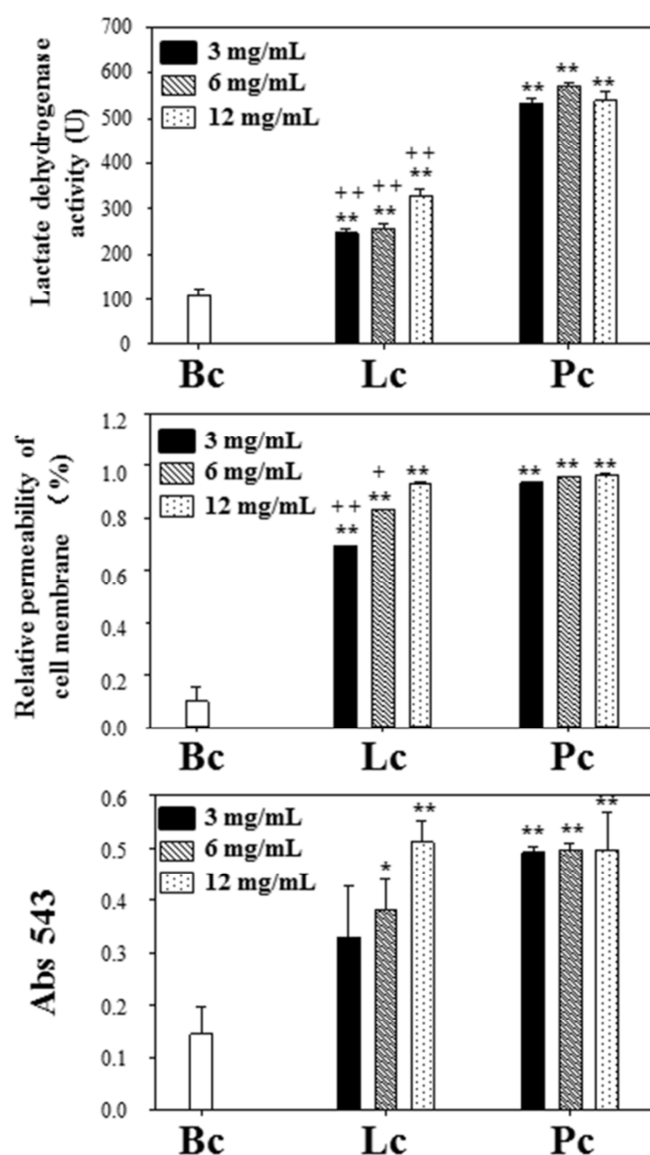 Lactate dehydrogenase
activity (U)
700
600
500
400
300
200
100
0
3 mg/mL
6 mg/mL
12 mg/mL
++
**
++
**
++
**
**
**
**
Bc Lc Pc
Relative permeability of
cell membrane (%)
1.2
1.0
0.8
0.6
0.4
0.2
0.0
3 mg/mL
6 mg/mL
12 mg/mL
++
**
+
**
**
**
**
**
Bc Lc Pc
Abs 543
0.6
0.5
0.4
0.3
0.2
0.1
0.0
3 mg/mL
6 mg/mL
12 mg/mL
*
**
**
**
**
Bc Lc Pc